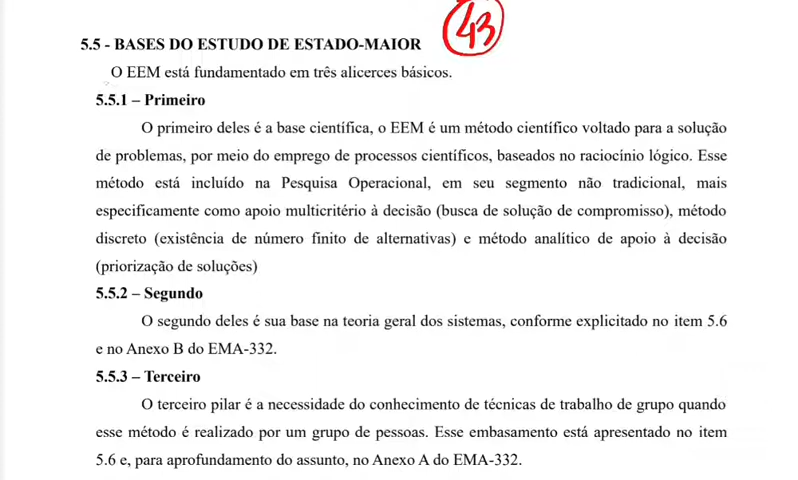 43
5.5 - BASES DO ESTUDO DE ESTADO-MAIOR
O EEM está fundamentado em três alicerces básicos.
5.5.1 – Primeiro
O primeiro deles é a base científica, o EEM é um método científico voltado para a solução
de problemas, por meio do emprego de processos científicos, baseados no raciocínio lógico. Esse
método está incluído na Pesquisa Operacional, em seu segmento não tradicional, mais
especificamente como apoio multicritério à decisão (busca de solução de compromisso), método
discreto (existência de número finito de alternativas) e método analítico de apoio à decisão
(priorização de soluções)
5.5.2 – Segundo
O segundo deles é sua base na teoria geral dos sistemas, conforme explicitado no item 5.6
e no Anexo B do EMA-332.
5.5.3 – Terceiro
O terceiro pilar é a necessidade do conhecimento de técnicas de trabalho de grupo quando
esse método é realizado por um grupo de pessoas. Esse embasamento está apresentado no item
5.6 e, para aprofundamento do assunto, no Anexo A do EMA-332.